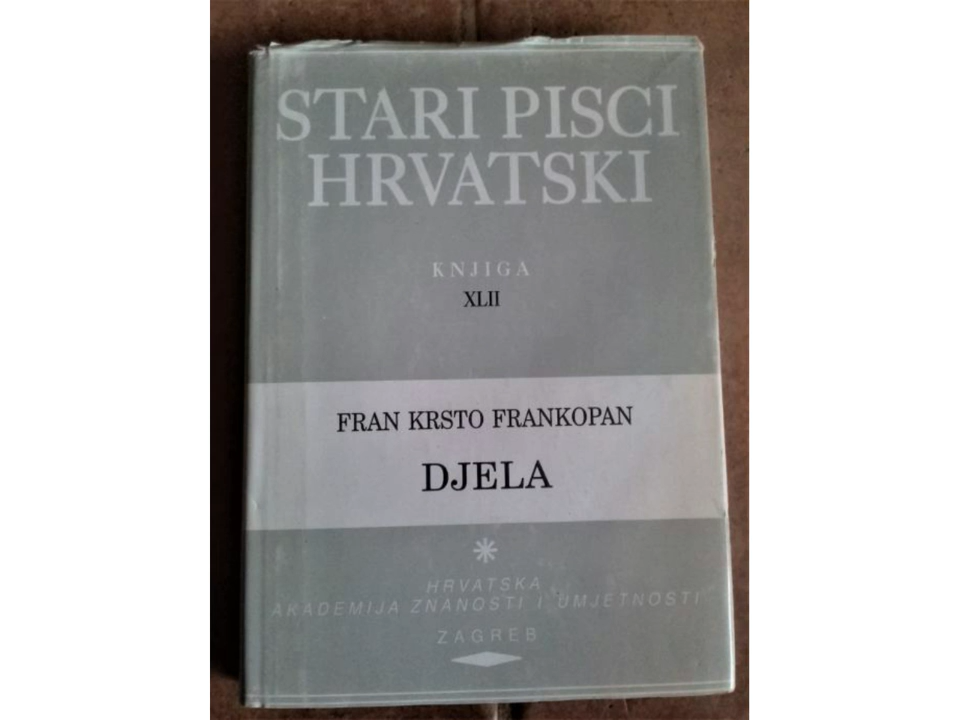 STARI PISCI
HRVATSKI
KNJIGA
XLII
FRAN KRSTO FRANKOPAN
DJELA
HRVATSKA
AKADEMIJA ZNANOSTI I UMJETNOSTI
ZAGREB